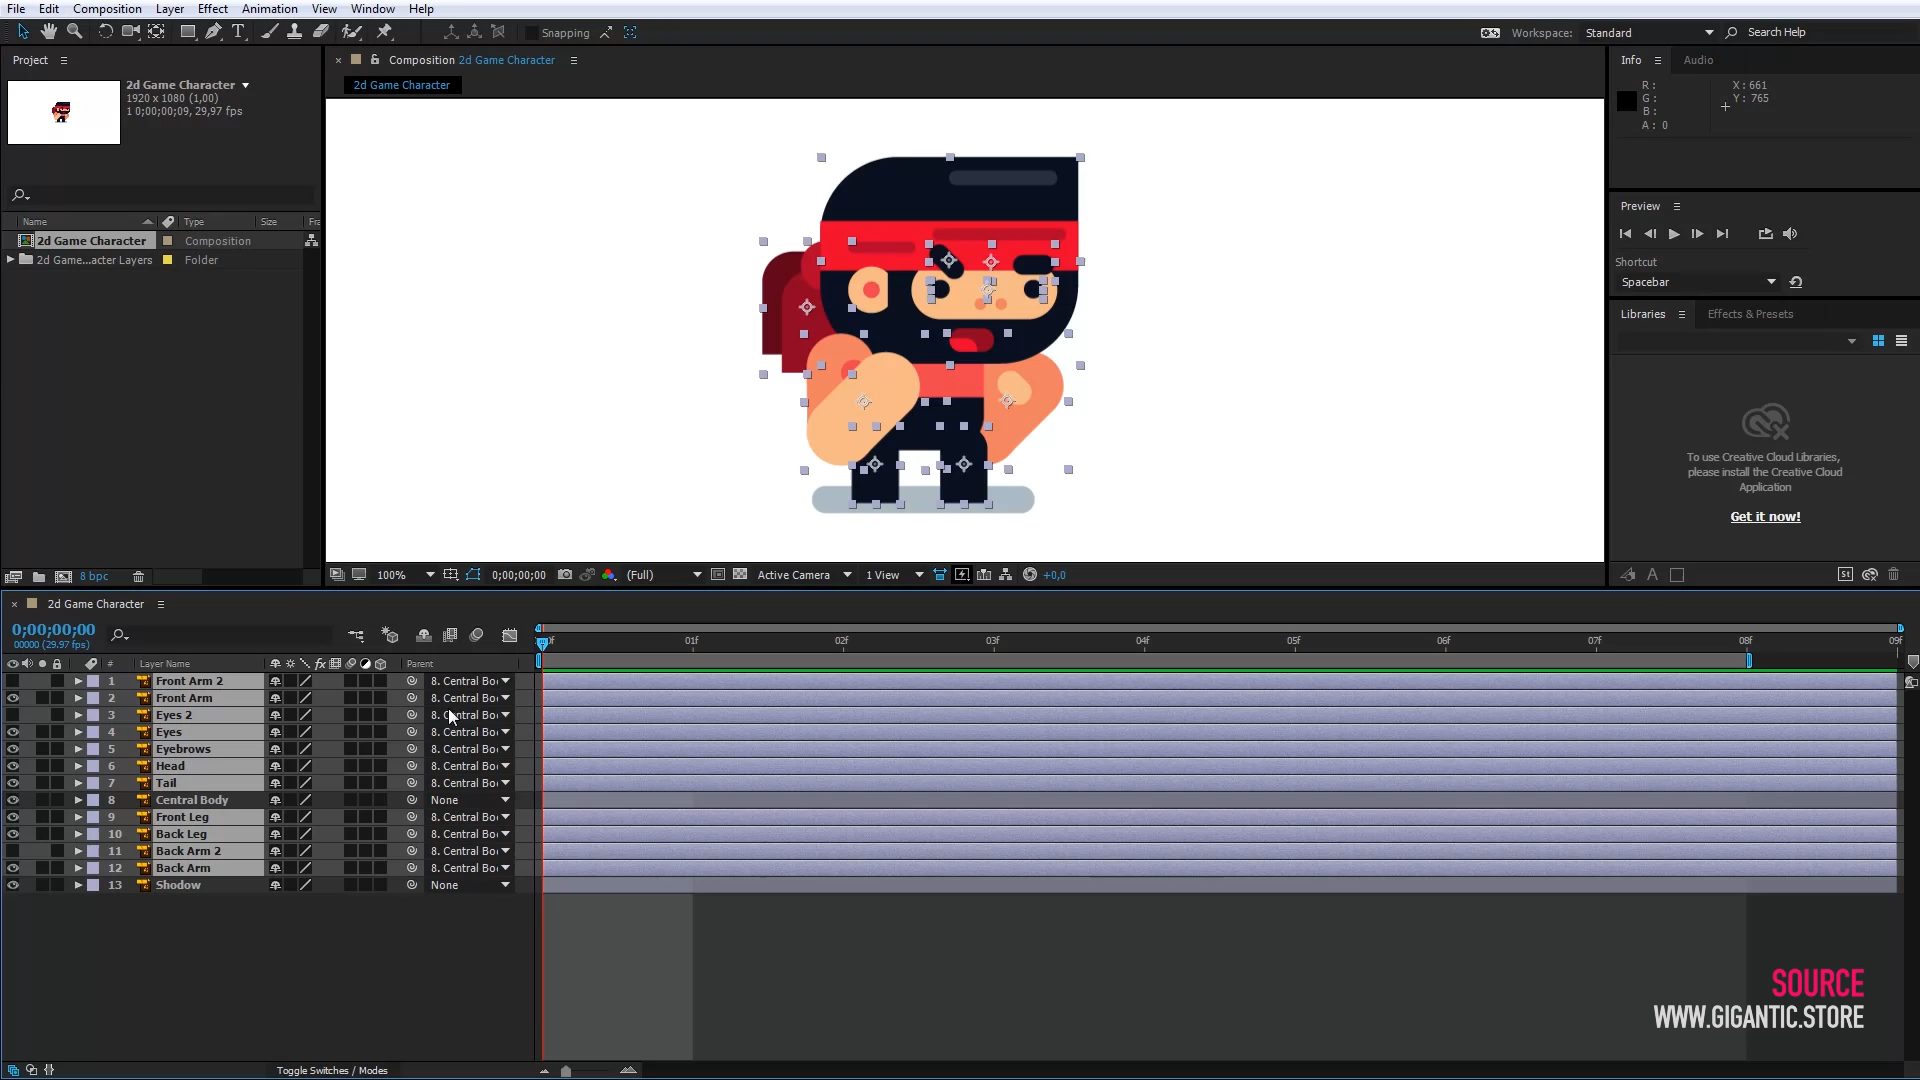 File Edit Composition Layer Effect Animation View Window Help
Snapping
Workspace: Standard
Search Help
Project
2d Game Character
1920 x 1080 (1,00)
1 0;00;00;09, 29,97 fps
Name Type Size Fra
2d Game Character Composition
2d Game...acter Layers Folder
8 bpc
Composition 2d Game Character
2d Game Character
100%
0;00;00;00
(Full)
Active Camera
1 View
+0,0
Info Audio
R:
G:
B:
A: 0
X: 661
Y: 765
Preview
Shortcut
Spacebar
Libraries Effects & Presets
To use Creative Cloud Libraries,
please install the Creative Cloud
Application
Get it now!
St
2d Game Character
0;00;00;00
00000 (29.97 fps)
# Layer Name Parent
01f 02f 03f 04f 05f 06f 07f 08f 09f
1 Front Arm 2 8. Central Bo
2 Front Arm 8. Central Bo
3 Eyes 2 8. Central Bo
4 Eyes 8. Central Bo
5 Eyebrows 8. Central Bo
6 Head 8. Central Bo
7 Tail 8. Central Bo
8 Central Body None
9 Front Leg 8. Central Bo
10 Back Leg 8. Central Bo
11 Back Arm 2 8. Central Bo
12 Back Arm 8. Central Bo
13 Shodow None
Toggle Switches / Modes
SOURCE
WWW.GIGANTIC.STORE